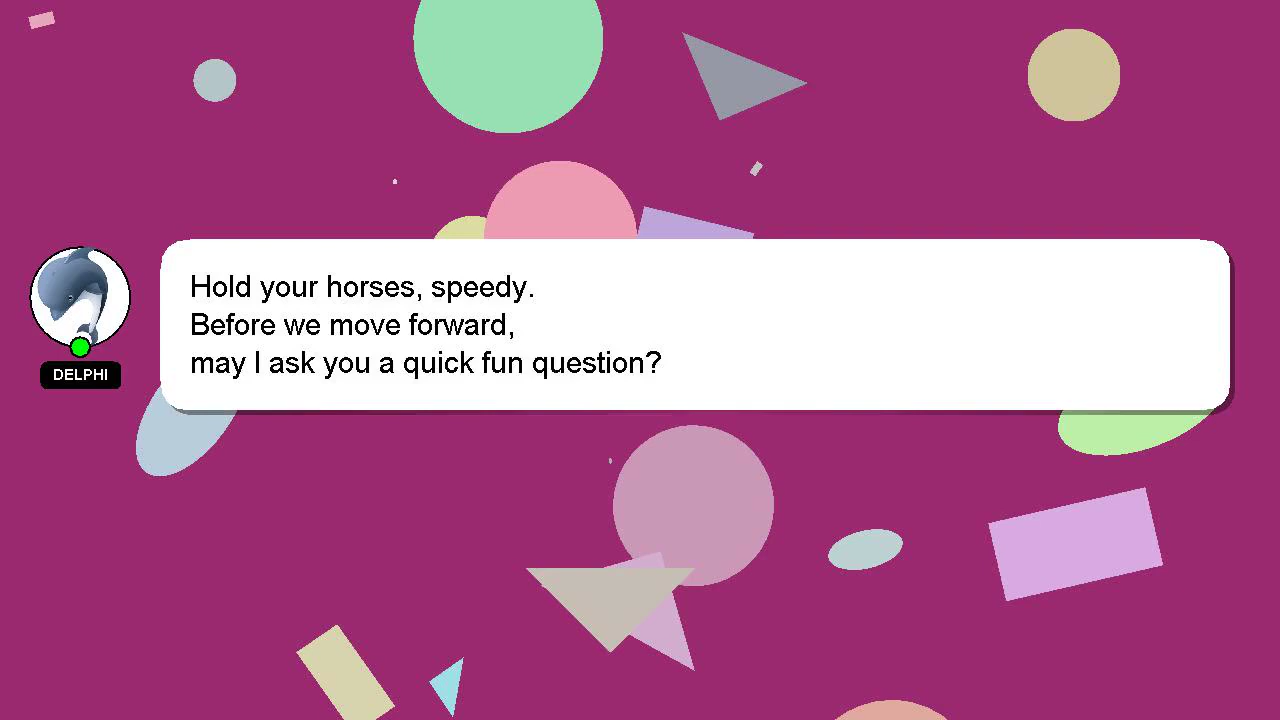 Hold your horses, speedy.
Before we move forward,
may I ask you a quick fun question?
DELPHI